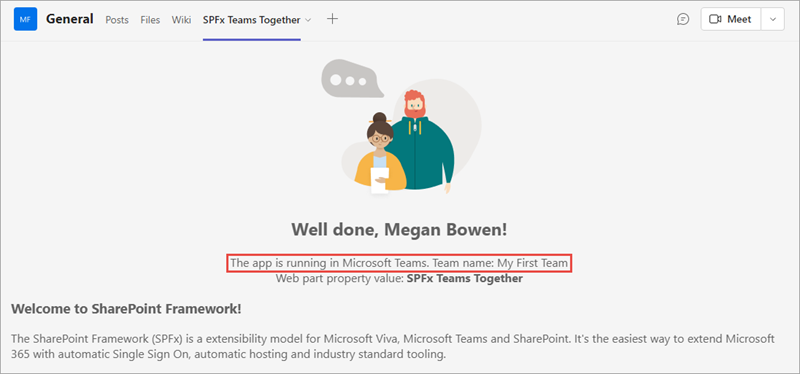 MF General Posts Files Wiki SPFx Teams Together Meet
Well done, Megan Bowen!
The app is running in Microsoft Teams. Team name: My First Team
Web part property value: SPFx Teams Together
Welcome to SharePoint Framework!
The SharePoint Framework (SPFx) is a extensibility model for Microsoft Viva, Microsoft Teams and SharePoint. It's the easiest way to extend Microsoft
365 with automatic Single Sign On, automatic hosting and industry standard tooling.